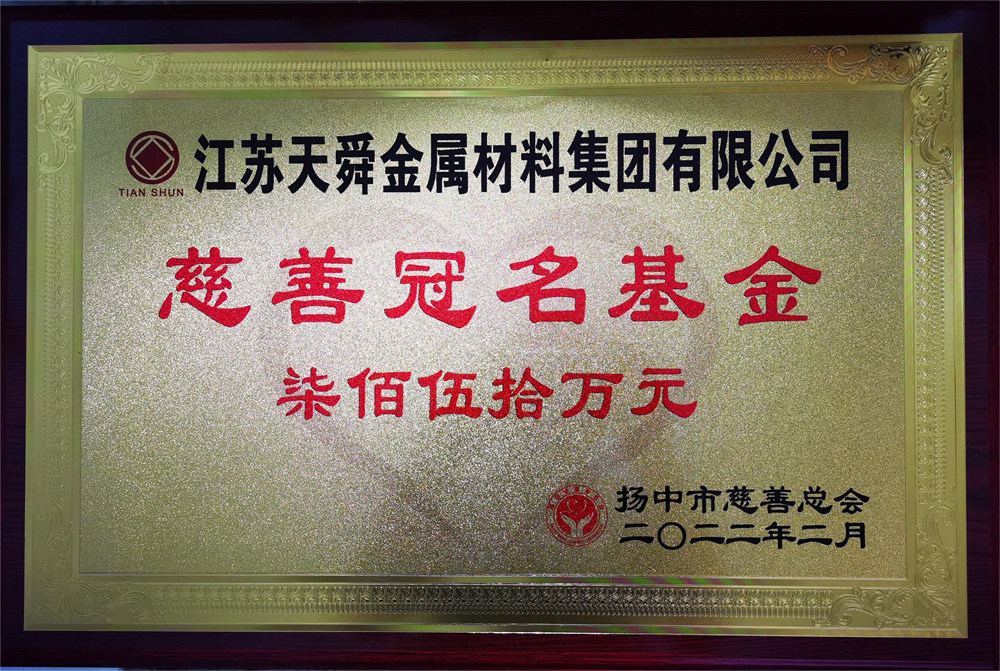 江苏天舜金属材料集团有限公司
TIAN SHUN
慈善冠名基金
柒佰伍拾万元
扬中市慈善总会
二〇二二年二月